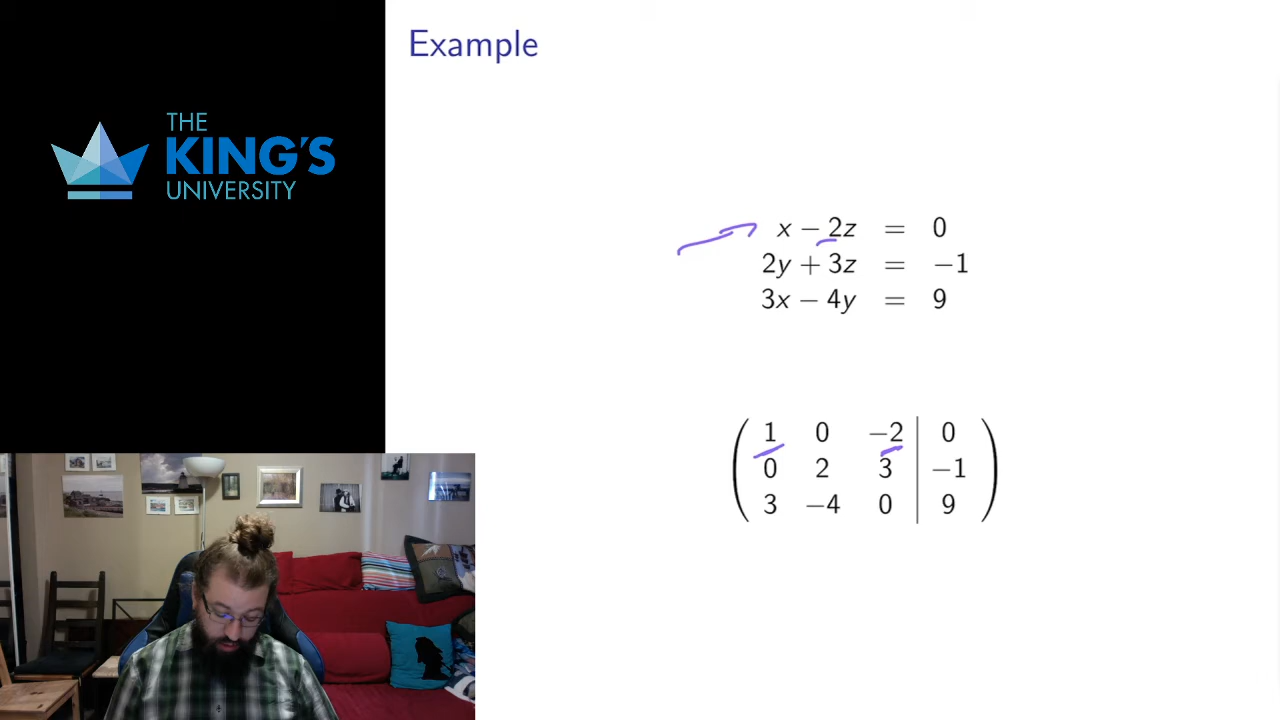 THE
KING'S
UNIVERSITY
Example
x − 2z = 0
2y + 3z = −1
3x − 4y = 9
1 0 −2 0
0 2 3 −1
3 −4 0 9